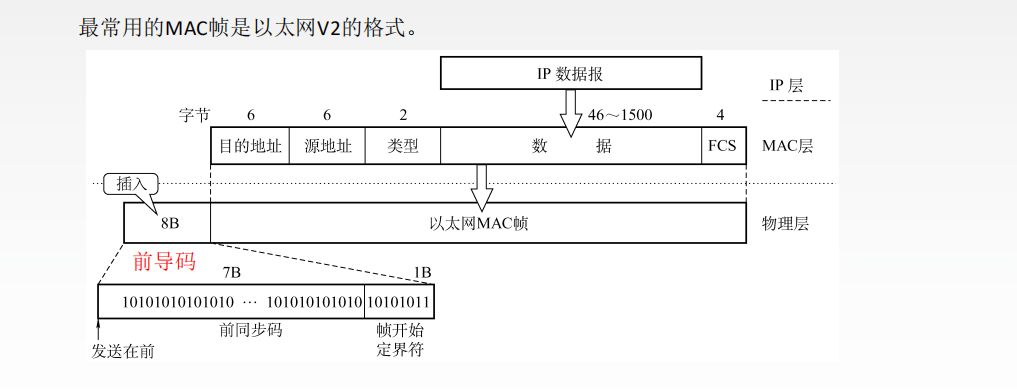 最常用的MAC帧是以太网V2的格式。
IP 数据报
IP 层
字节 6 6 2 46～1500 4
目的地址 源地址 类型 数 据 FCS MAC层
插入
8B 以太网MAC帧 物理层
前导码
7B 1B
10101010101010 ··· 101010101010 10101011
前同步码 帧开始
定界符
发送在前